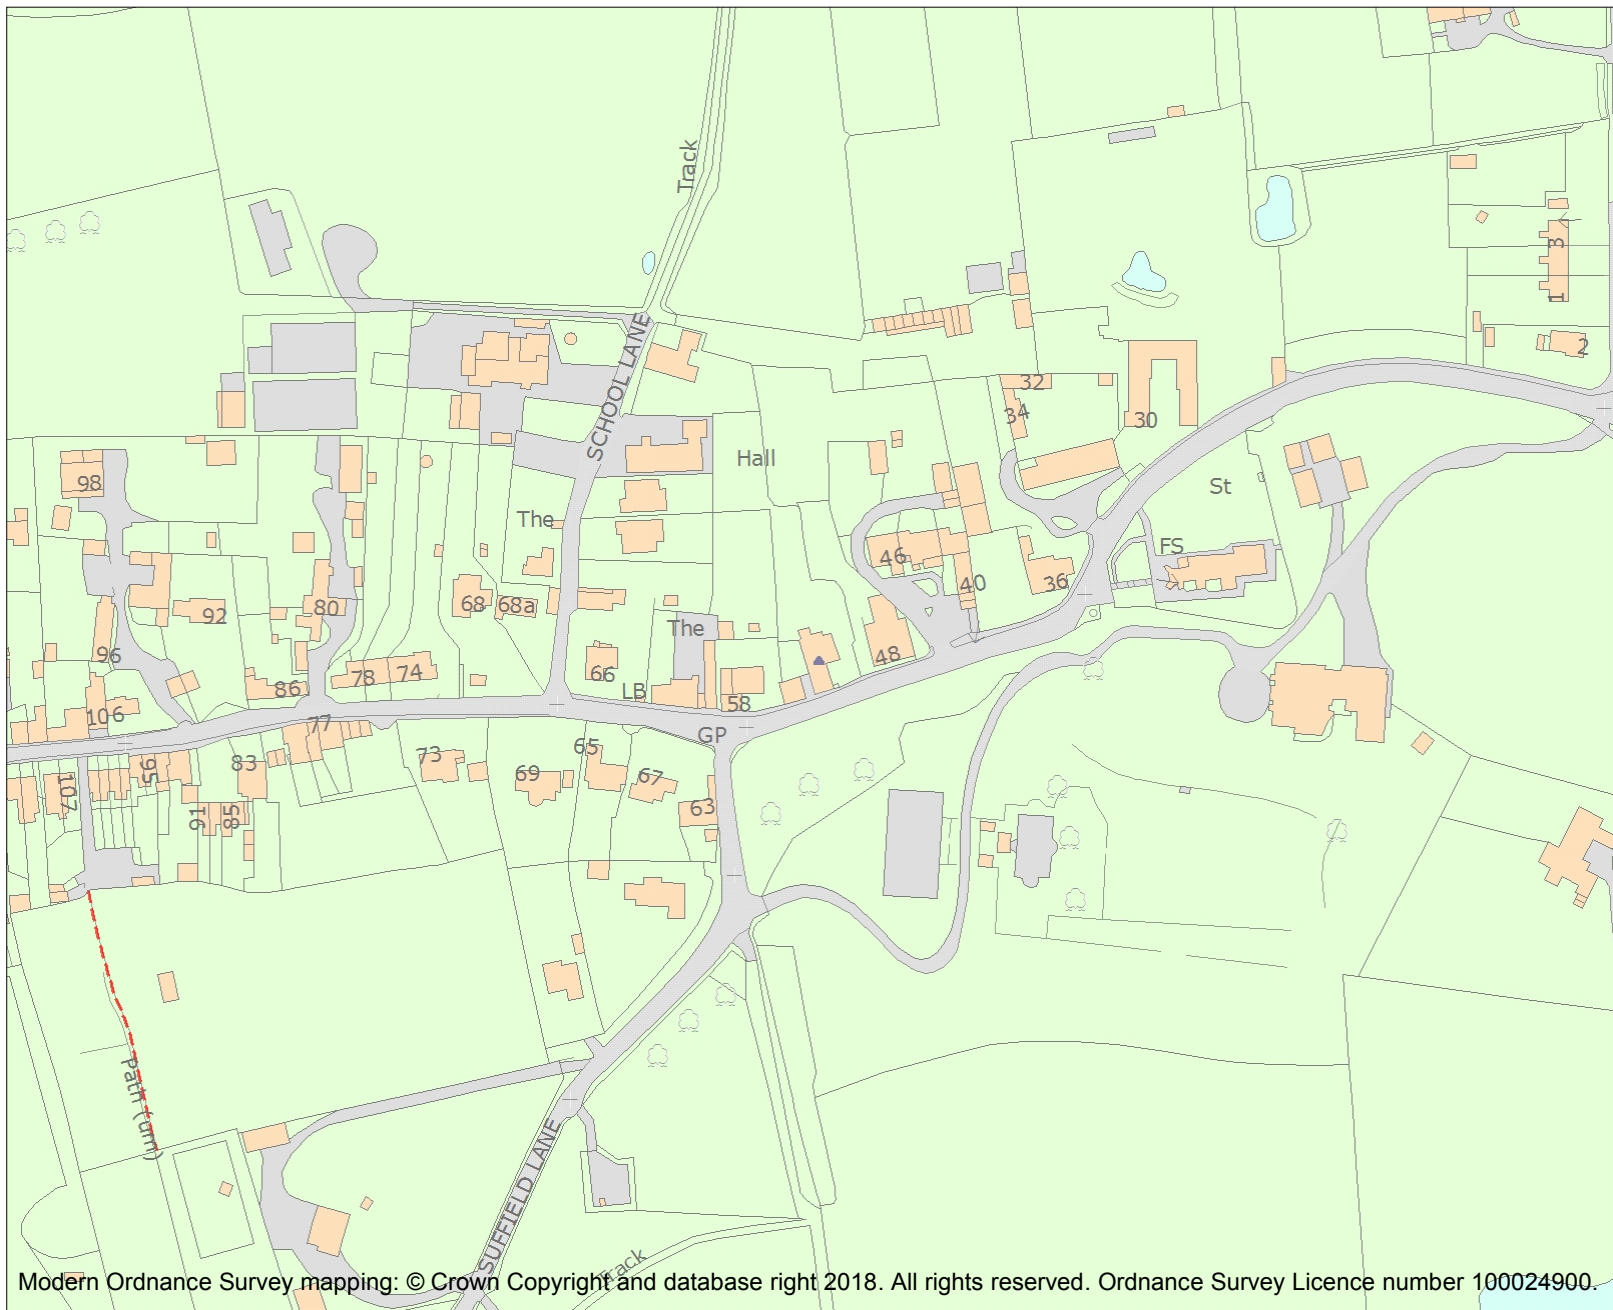 Track
3
1
2
SCHOOL LANE
32
34
30
Hall
98
St
The
FS
46
40
36
92
80
68
68a
The
96
66
48
78
74
86
LB
58
106
77
GP
73
65
83
95
107
69
67
63
91
85
Path (um)
SUFFIELD LANE
Track
Modern Ordnance Survey mapping: © Crown Copyright and database right 2018. All rights reserved. Ordnance Survey Licence number 100024900.